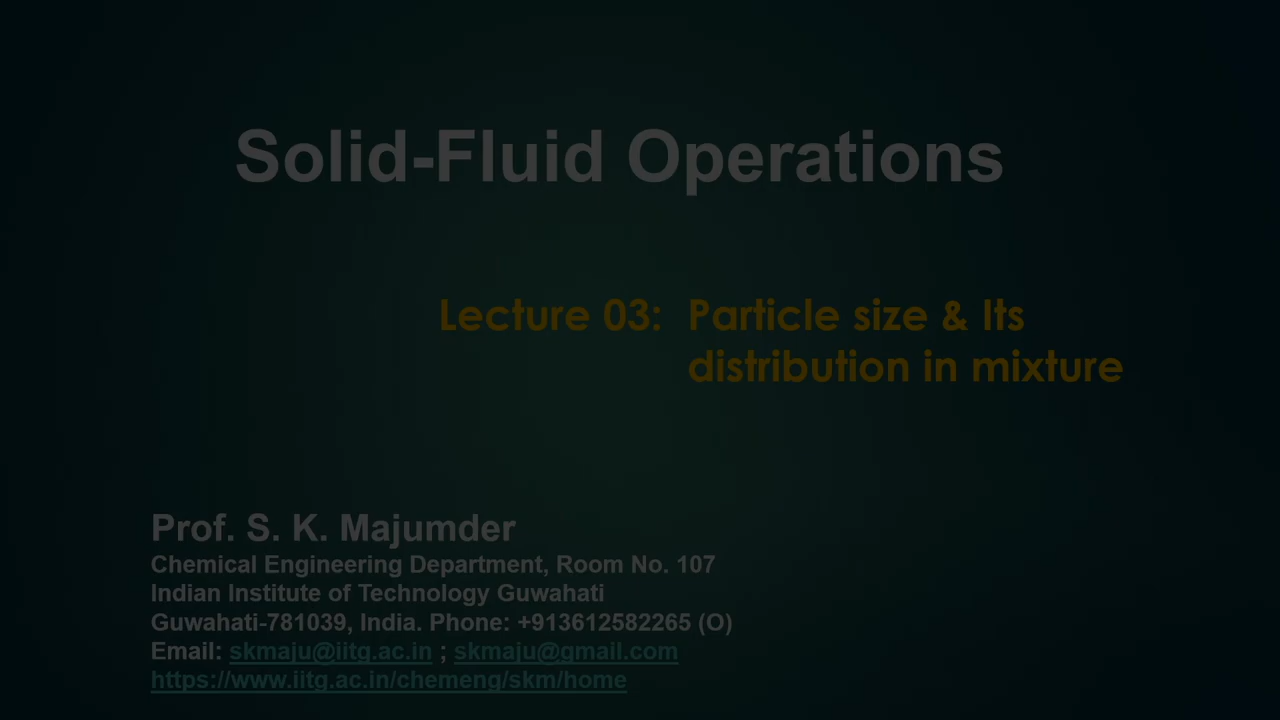 Solid-Fluid Operations
Lecture 03: Particle size & Its
distribution in mixture
Prof. S. K. Majumder
Chemical Engineering Department, Room No. 107
Indian Institute of Technology Guwahati
Guwahati-781039, India. Phone: +913612582265 (O)
Email: skmaju@iitg.ac.in ; skmaju@gmail.com
https://www.iitg.ac.in/chemeng/skm/home